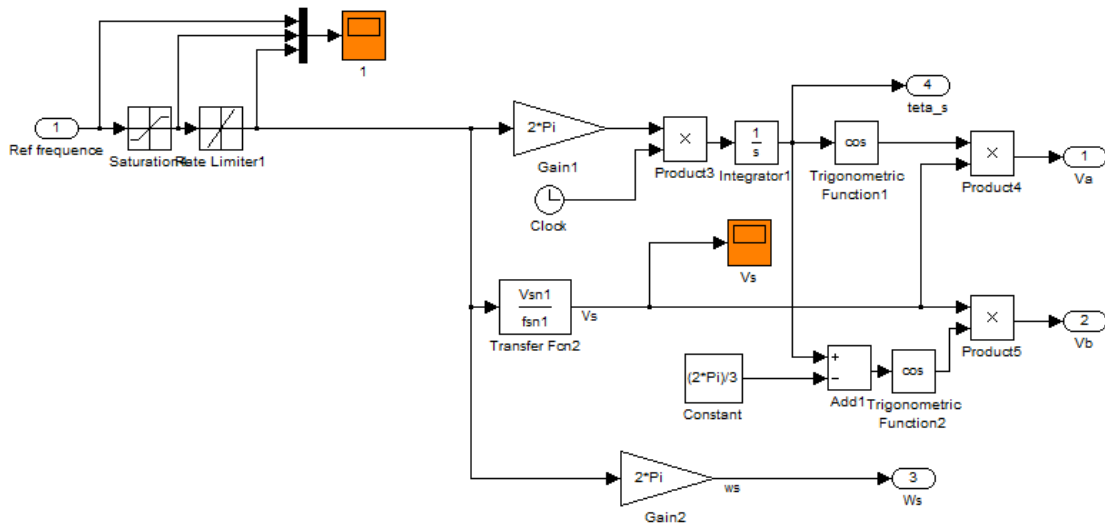 1
1
Ref frequence
Saturation4
Rate Limiter1
2*Pi
Gain1
Clock
×
Product3
1
s
Integrator1
4
teta_s
cos
Trigonometric
Function1
×
Product4
1
Va
Vs
Vsn1
fsn1
Vs
Transfer Fcn2
(2*Pi)/3
Constant
+
−
Add1
cos
Trigonometric
Function2
×
Product5
2
Vb
2*Pi
Gain2
ws
3
Ws